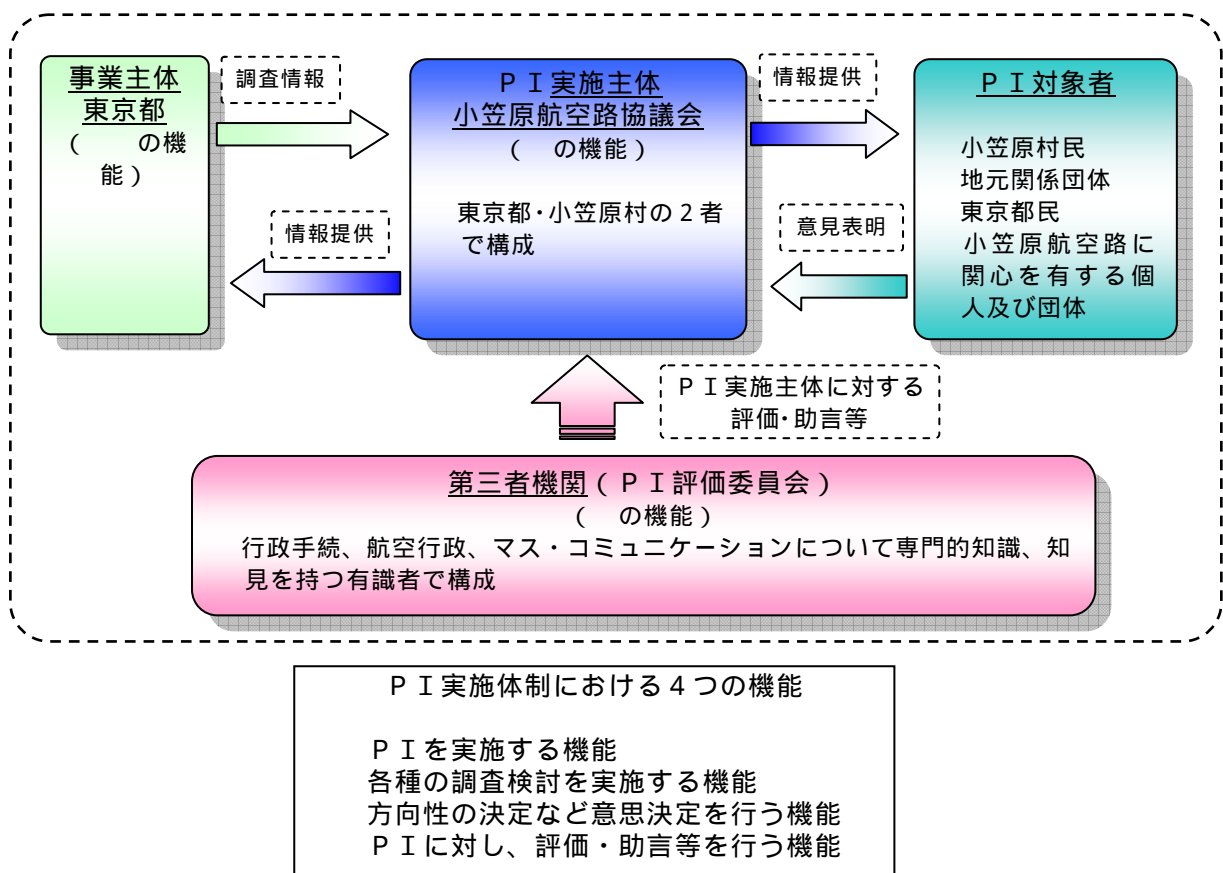 事業主体
東京都
(　　の機
能)
調査情報
情報提供
ＰＩ実施主体
小笠原航空路協議会
(　の機能)
東京都・小笠原村の２者
で構成
情報提供
意見表明
ＰＩ対象者
小笠原村民
地元関係団体
東京都民
小笠原航空路に
関心を有する個
人及び団体
ＰＩ実施主体に対する
評価・助言等
第三者機関(ＰＩ評価委員会)
(　の機能)
行政手続、航空行政、マス・コミュニケーションについて専門的知識、知
見を持つ有識者で構成
ＰＩ実施体制における４つの機能
ＰＩを実施する機能
各種の調査検討を実施する機能
方向性の決定など意思決定を行う機能
ＰＩに対し、評価・助言等を行う機能